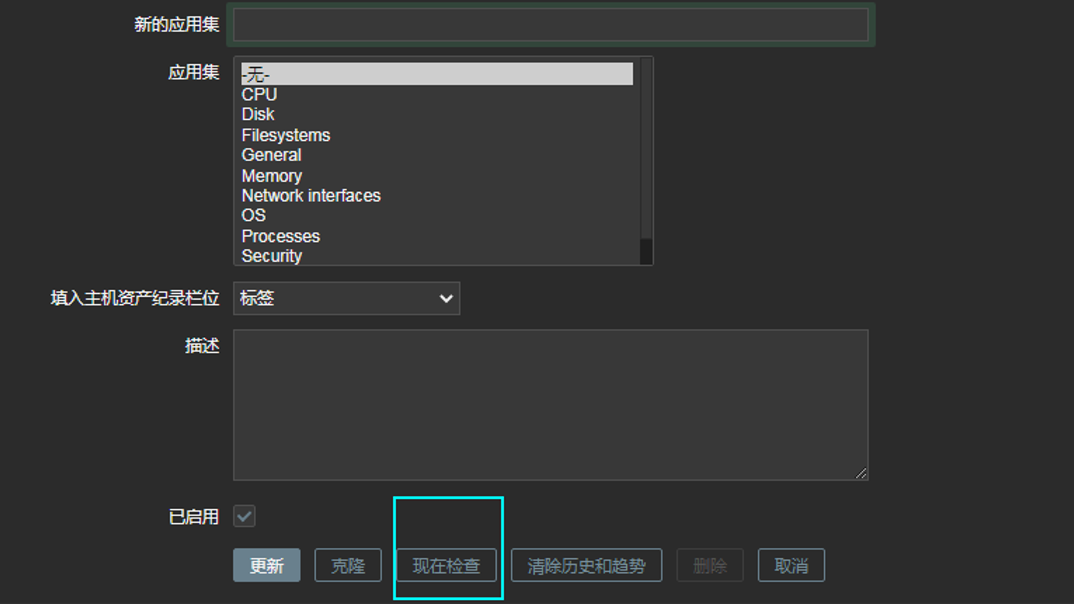 新的应用集
应用集
-无-
CPU
Disk
Filesystems
General
Memory
Network interfaces
OS
Processes
Security
填入主机资产纪录栏位 标签
描述
已启用
更新 克隆 现在检查 清除历史和趋势 删除 取消